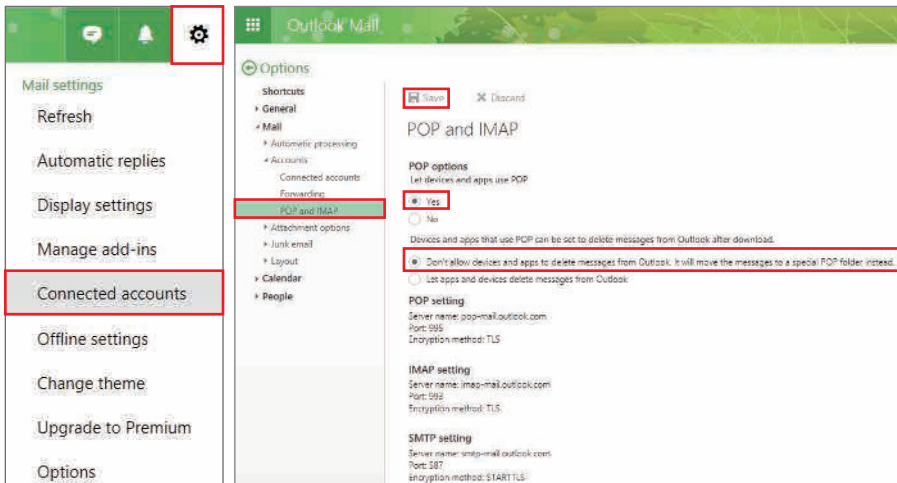 Mail settings
Refresh
Automatic replies
Display settings
Manage add-ins
Connected accounts
Offline settings
Change theme
Upgrade to Premium
Options
Outlook Mail
Options
Shortcuts
General
Mail
Automatic processing
Accounts
Connected accounts
Forwarding
POP and IMAP
Attachment options
Junk email
Layout
Calendar
People
Save Discard
POP and IMAP
POP options
Let devices and apps use POP
Yes
No
Devices and apps that use POP can be set to delete messages from Outlook after download.
Don't allow devices and apps to delete messages from Outlook. It will move the messages to a special POP folder instead.
Let apps and devices delete messages from Outlook
POP setting
Server name: pop-mail.outlook.com
Port: 995
Encryption method: TLS
IMAP setting
Server name: imap-mail.outlook.com
Port: 993
Encryption method: TLS
SMTP setting
Server name: smtp-mail.outlook.com
Port: 587
Encryption method: STARTTLS